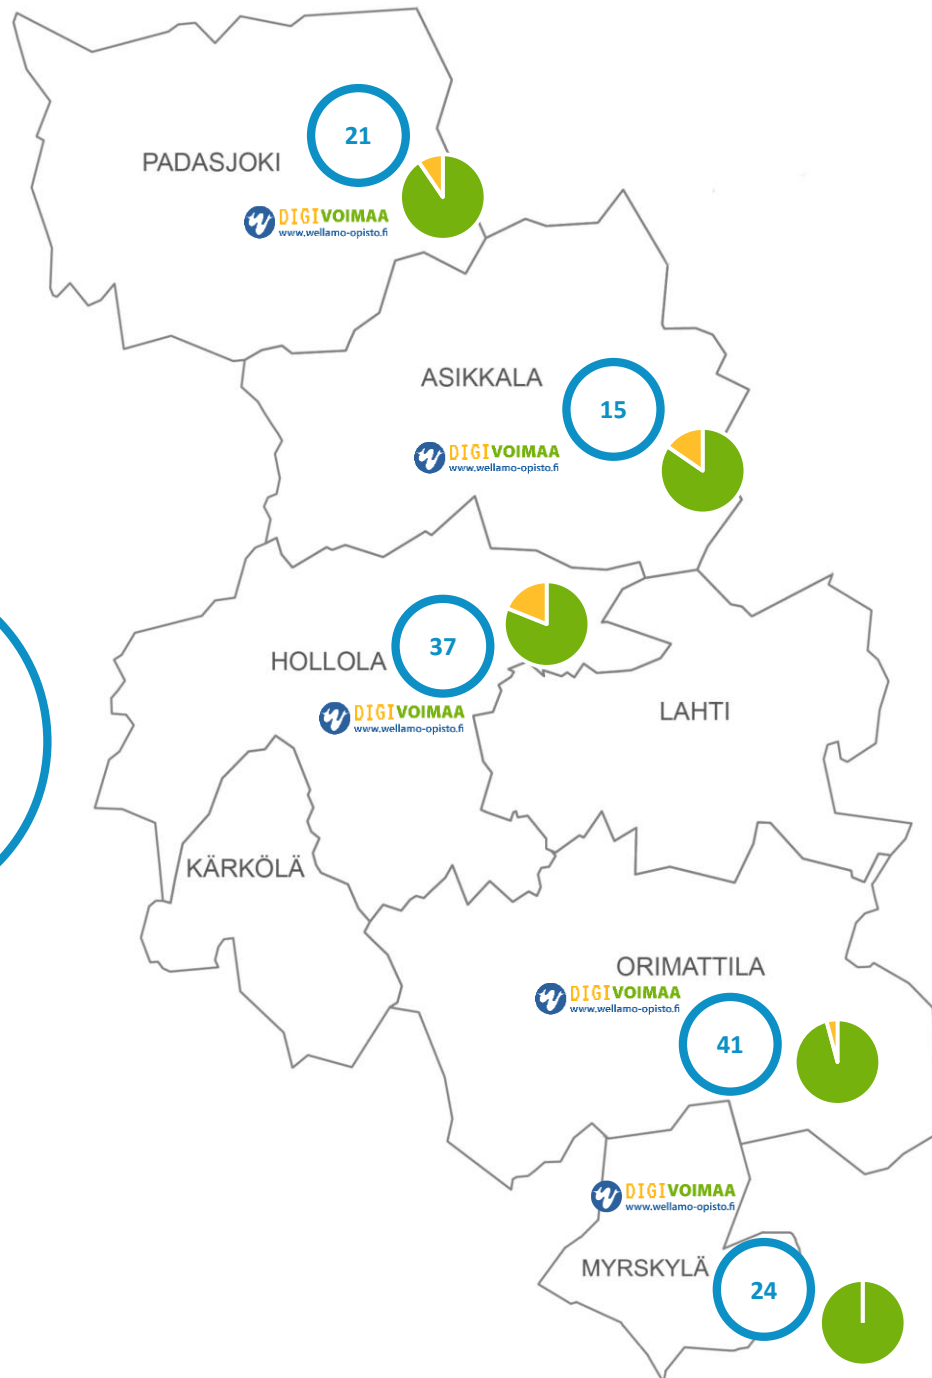 21
PADASJOKI
DIGIVOIMAA
www.wellamo-opisto.fi
ASIKKALA
15
DIGIVOIMAA
www.wellamo-opisto.fi
HOLLOLA
37
DIGIVOIMAA
www.wellamo-opisto.fi
LAHTI
KÄRKÖLÄ
ORIMATTILA
DIGIVOIMAA
www.wellamo-opisto.fi
41
DIGIVOIMAA
www.wellamo-opisto.fi
MYRSKYLÄ
24